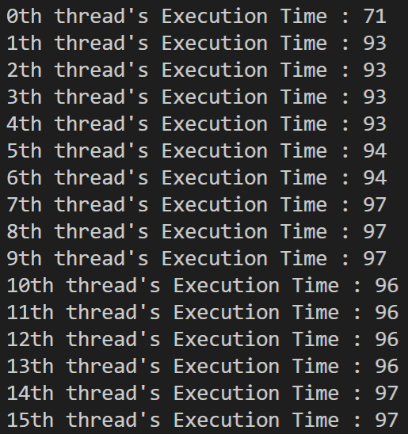 0th thread's Execution Time : 71
1th thread's Execution Time : 93
2th thread's Execution Time : 93
3th thread's Execution Time : 93
4th thread's Execution Time : 93
5th thread's Execution Time : 94
6th thread's Execution Time : 94
7th thread's Execution Time : 97
8th thread's Execution Time : 97
9th thread's Execution Time : 97
10th thread's Execution Time : 96
11th thread's Execution Time : 96
12th thread's Execution Time : 96
13th thread's Execution Time : 96
14th thread's Execution Time : 97
15th thread's Execution Time : 97